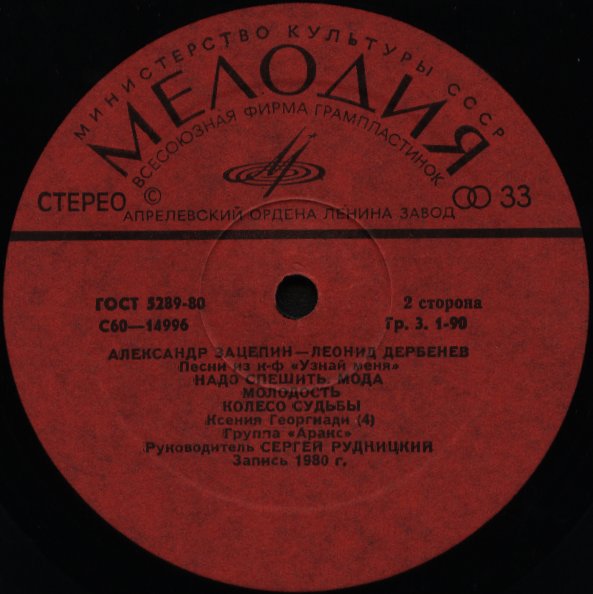 МИНИСТЕРСТВО КУЛЬТУРЫ СССР
МЕЛОДИЯ
ВСЕСОЮЗНАЯ ФИРМА ГРАМПЛАСТИНОК
СТЕРЕО © 33
АПРЕЛЕВСКИЙ ОРДЕНА ЛЕНИНА ЗАВОД
ГОСТ 5289-80 2 сторона
С60—14996 Гр. 3. 1-90
АЛЕКСАНДР ЗАЦЕПИН—ЛЕОНИД ДЕРБЕНЕВ
Песни из к-ф «Узнай меня»
НАДО СПЕШИТЬ. МОДА
МОЛОДОСТЬ
КОЛЕСО СУДЬБЫ
Ксения Георгиади (4)
Группа «Аракс»
Руководитель СЕРГЕЙ РУДНИЦКИЙ
Запись 1980 г.